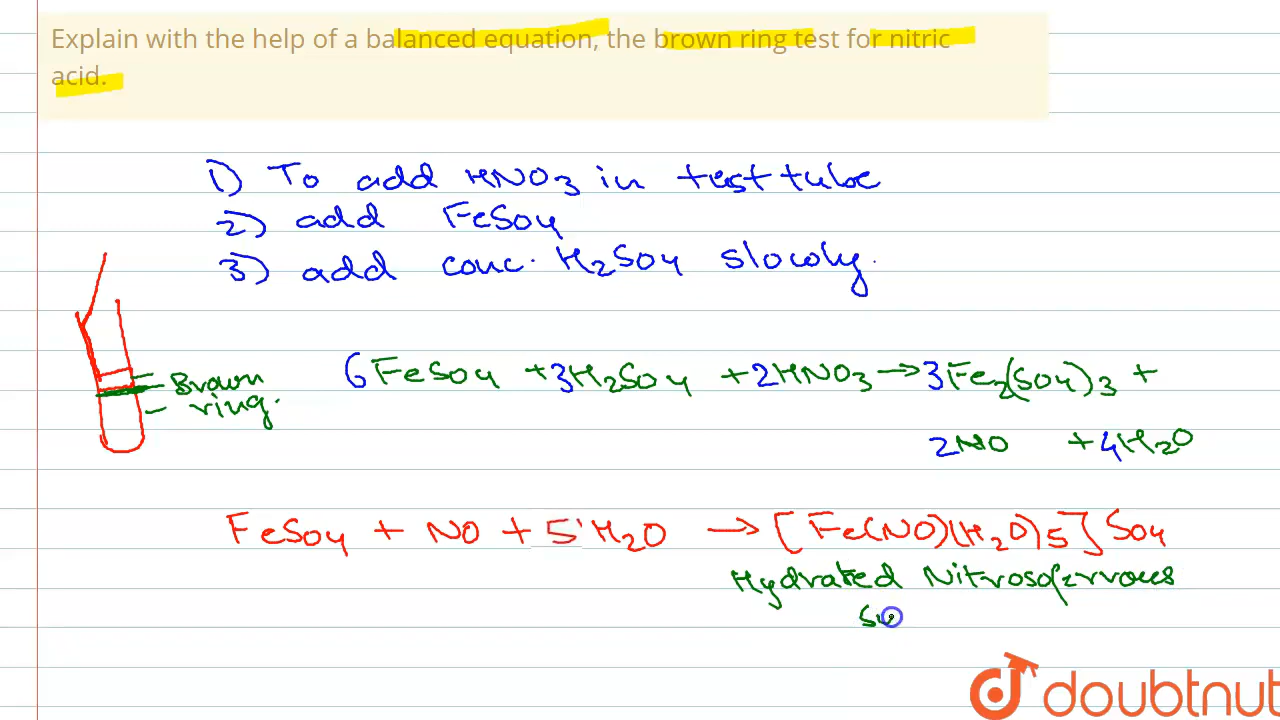 Explain with the help of a balanced equation, the brown ring test for nitric
acid.
1) To add HNO3 in test tube
2) add FeSO4
3) add conc. H2SO4 slowly.
Brown
ring.
6FeSO4 + 3H2SO4 + 2HNO3 → 3Fe2(SO4)3 +
2NO + 4H2O
FeSO4 + NO + 5H2O → [Fe(NO)(H2O)5]SO4
Hydrated Nitrosoferrous
su
doubtnut